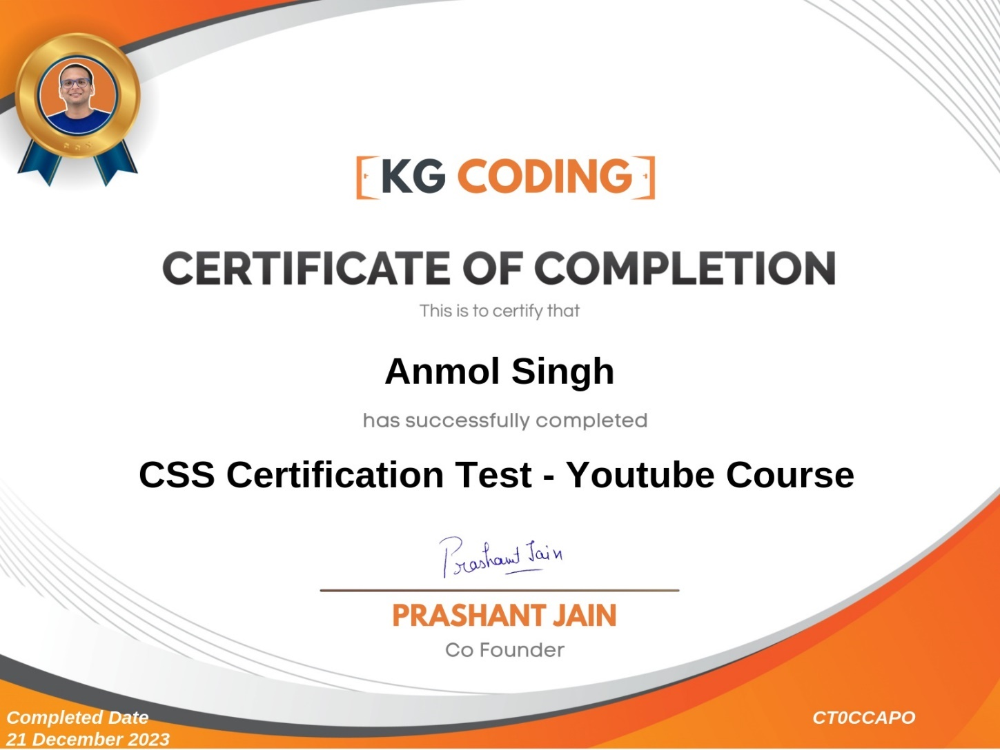 KG CODING
CERTIFICATE OF COMPLETION
This is to certify that
Anmol Singh
has successfully completed
CSS Certification Test - Youtube Course
Prashant Jain
PRASHANT JAIN
Co Founder
Completed Date
21 December 2023
CT0CCAPO